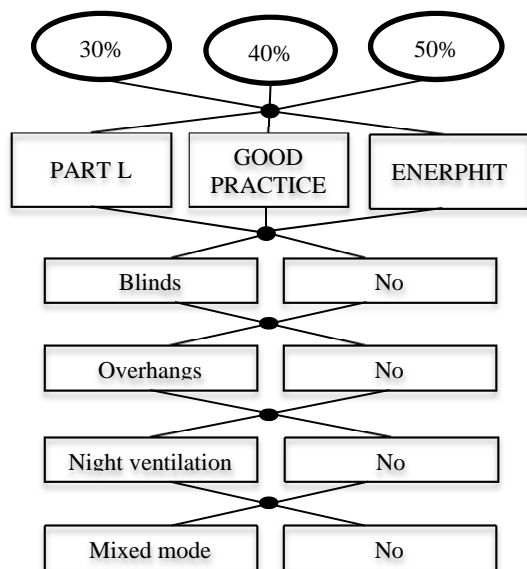 30%
40%
50%
PART L
GOOD
PRACTICE
ENERPHIT
Blinds
No
Overhangs
No
Night ventilation
No
Mixed mode
No